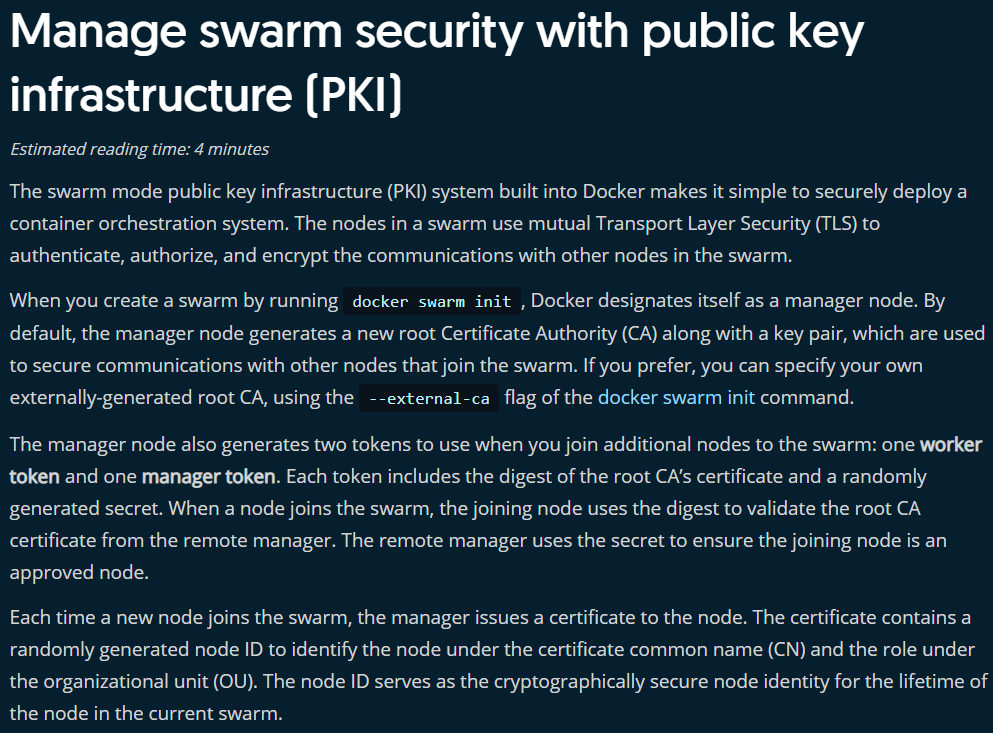 Manage swarm security with public key
infrastructure (PKI)
Estimated reading time: 4 minutes
The swarm mode public key infrastructure (PKI) system built into Docker makes it simple to securely deploy a
container orchestration system. The nodes in a swarm use mutual Transport Layer Security (TLS) to
authenticate, authorize, and encrypt the communications with other nodes in the swarm.
When you create a swarm by running docker swarm init , Docker designates itself as a manager node. By
default, the manager node generates a new root Certificate Authority (CA) along with a key pair, which are used
to secure communications with other nodes that join the swarm. If you prefer, you can specify your own
externally-generated root CA, using the --external-ca flag of the docker swarm init command.
The manager node also generates two tokens to use when you join additional nodes to the swarm: one worker
token and one manager token. Each token includes the digest of the root CA’s certificate and a randomly
generated secret. When a node joins the swarm, the joining node uses the digest to validate the root CA
certificate from the remote manager. The remote manager uses the secret to ensure the joining node is an
approved node.
Each time a new node joins the swarm, the manager issues a certificate to the node. The certificate contains a
randomly generated node ID to identify the node under the certificate common name (CN) and the role under
the organizational unit (OU). The node ID serves as the cryptographically secure node identity for the lifetime of
the node in the current swarm.